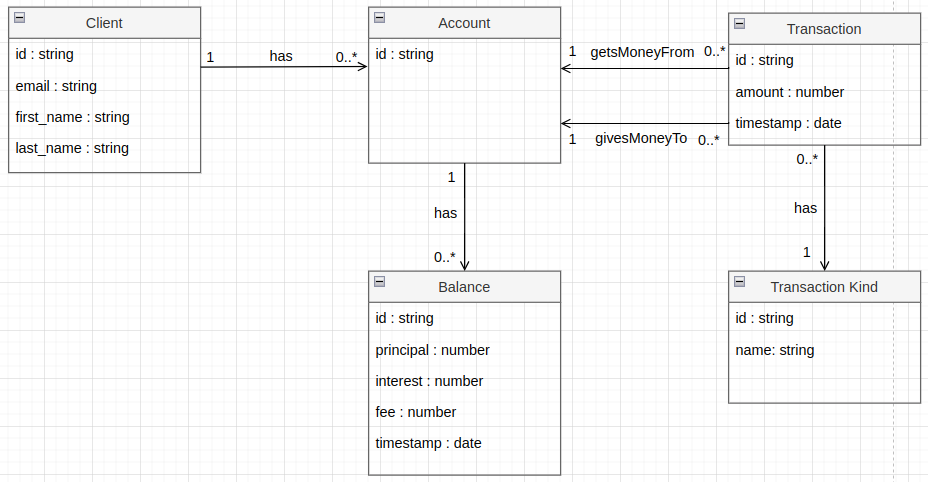 Client
id : string
email : string
first_name : string
last_name : string
1 has 0..*
Account
id : string
1 getsMoneyFrom 0..*
1 givesMoneyTo 0..*
Transaction
id : string
amount : number
timestamp : date
1
has
0..*
0..*
has
1
Balance
id : string
principal : number
interest : number
fee : number
timestamp : date
Transaction Kind
id : string
name: string